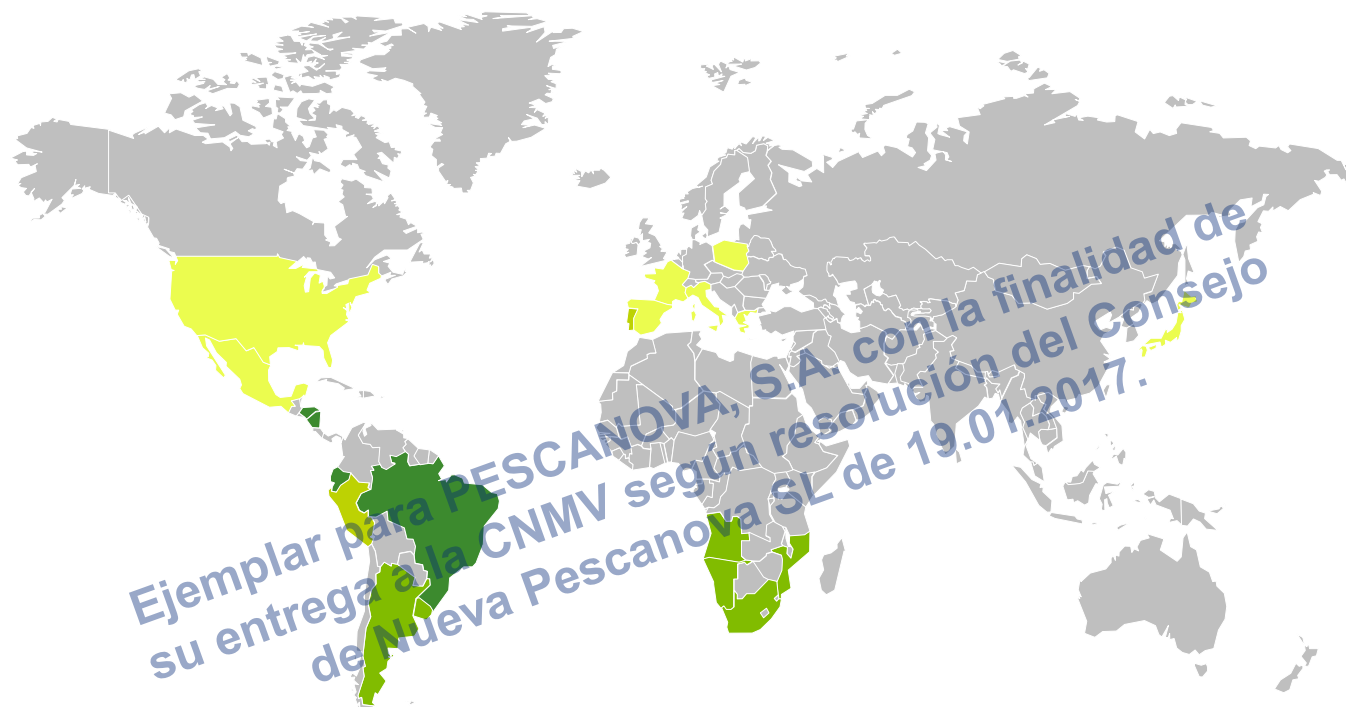 Ejemplar para PESCANOVA, S.A. con la finalidad de
su entrega a la CNMV según resolución del Consejo
de Nueva Pescanova SL de 19.01.2017.